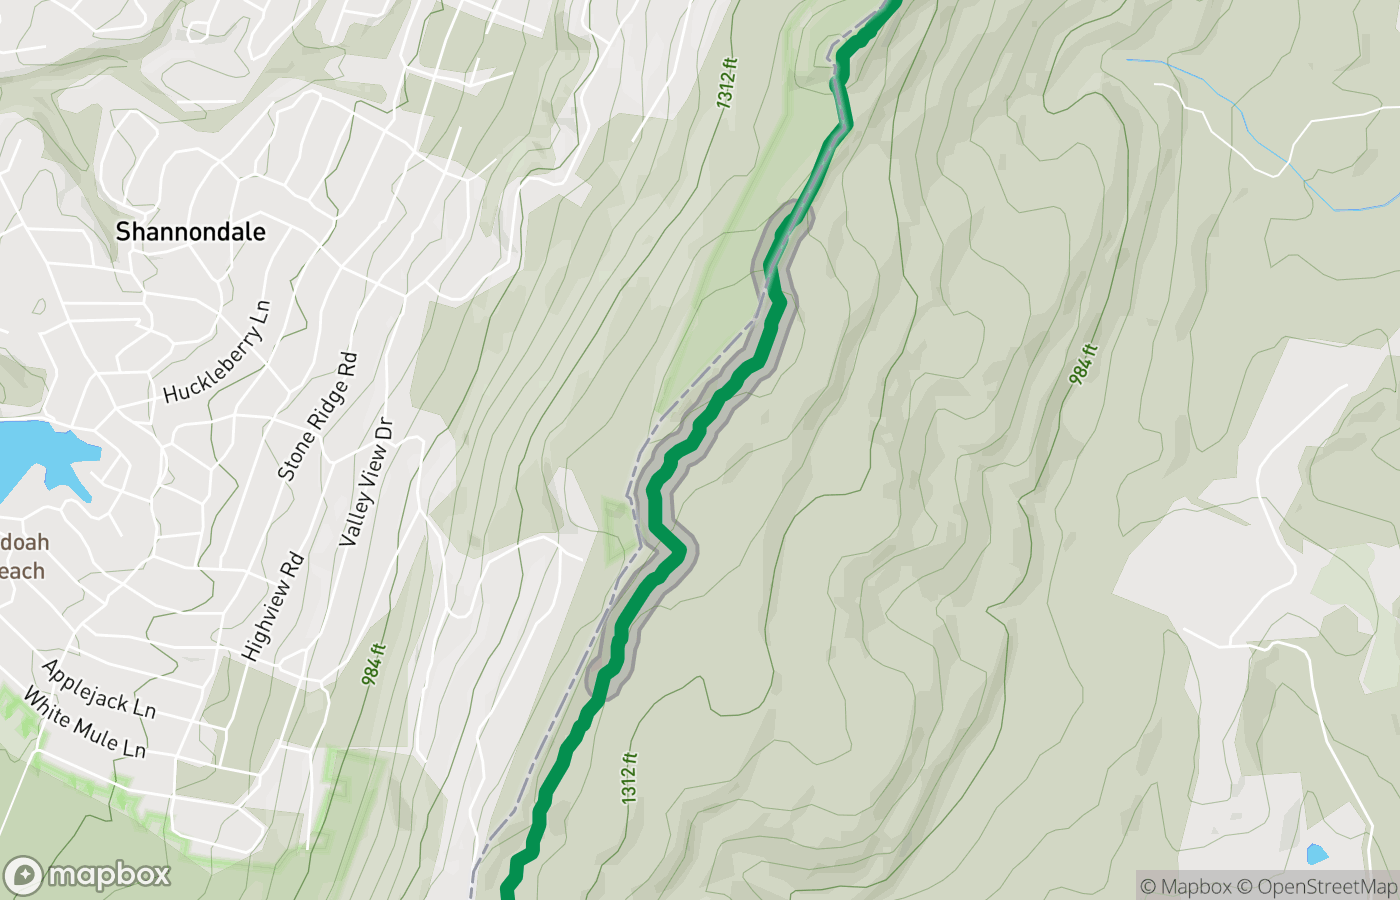 1312 ft
Shannondale
Huckleberry Ln
Stone Ridge Rd
984 ft
Valley View Dr
doah
each
Highview Rd
984 ft
Applejack Ln
White Mule Ln
1312 ft
mapbox
© Mapbox © OpenStreetMap